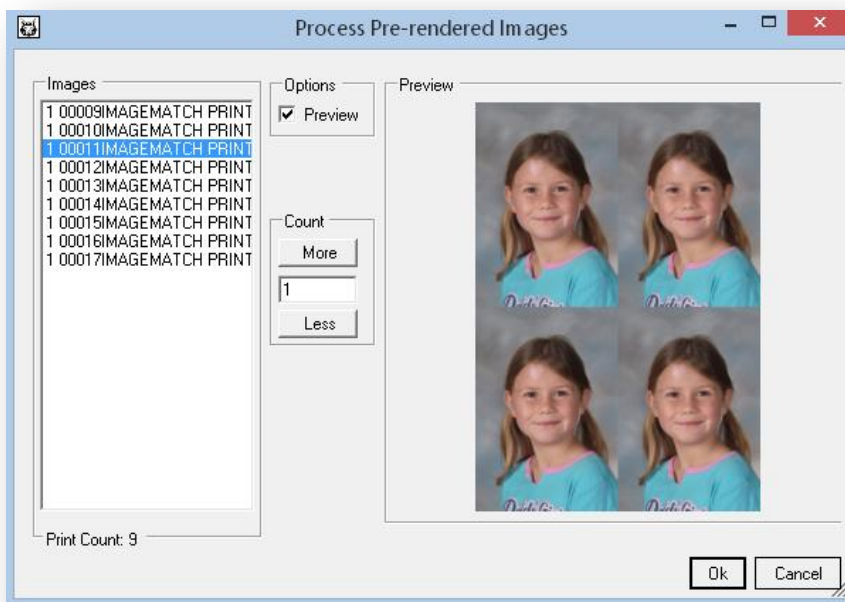 Process Pre-rendered Images
Images
1 00009IMAGEMATCH PRINT
1 00010IMAGEMATCH PRINT
1 00011IMAGEMATCH PRINT
1 00012IMAGEMATCH PRINT
1 00013IMAGEMATCH PRINT
1 00014IMAGEMATCH PRINT
1 00015IMAGEMATCH PRINT
1 00016IMAGEMATCH PRINT
1 00017IMAGEMATCH PRINT
Print Count: 9
Options
Preview
Count
More
1
Less
Preview
Ok
Cancel